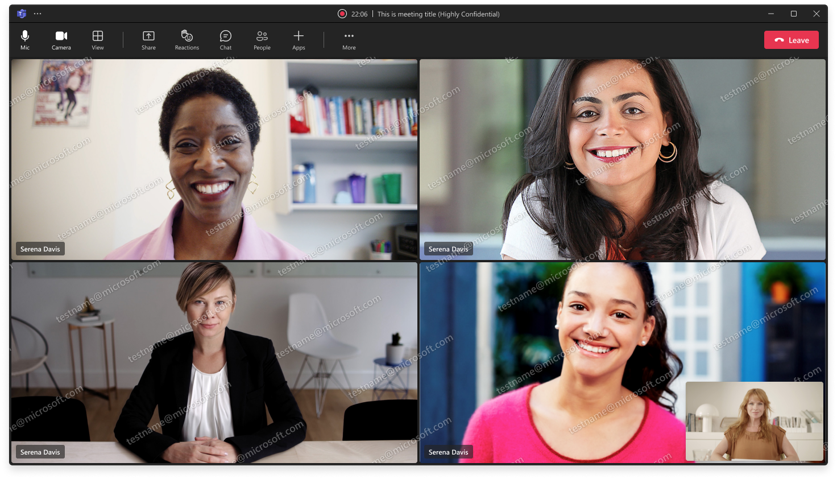 22:06 | This is meeting title (Highly Confidential)
Mic Camera View Share Reactions Chat People Apps More Leave
testname@microsoft.com
Serena Davis
Serena Davis
Serena Davis
Serena Davis